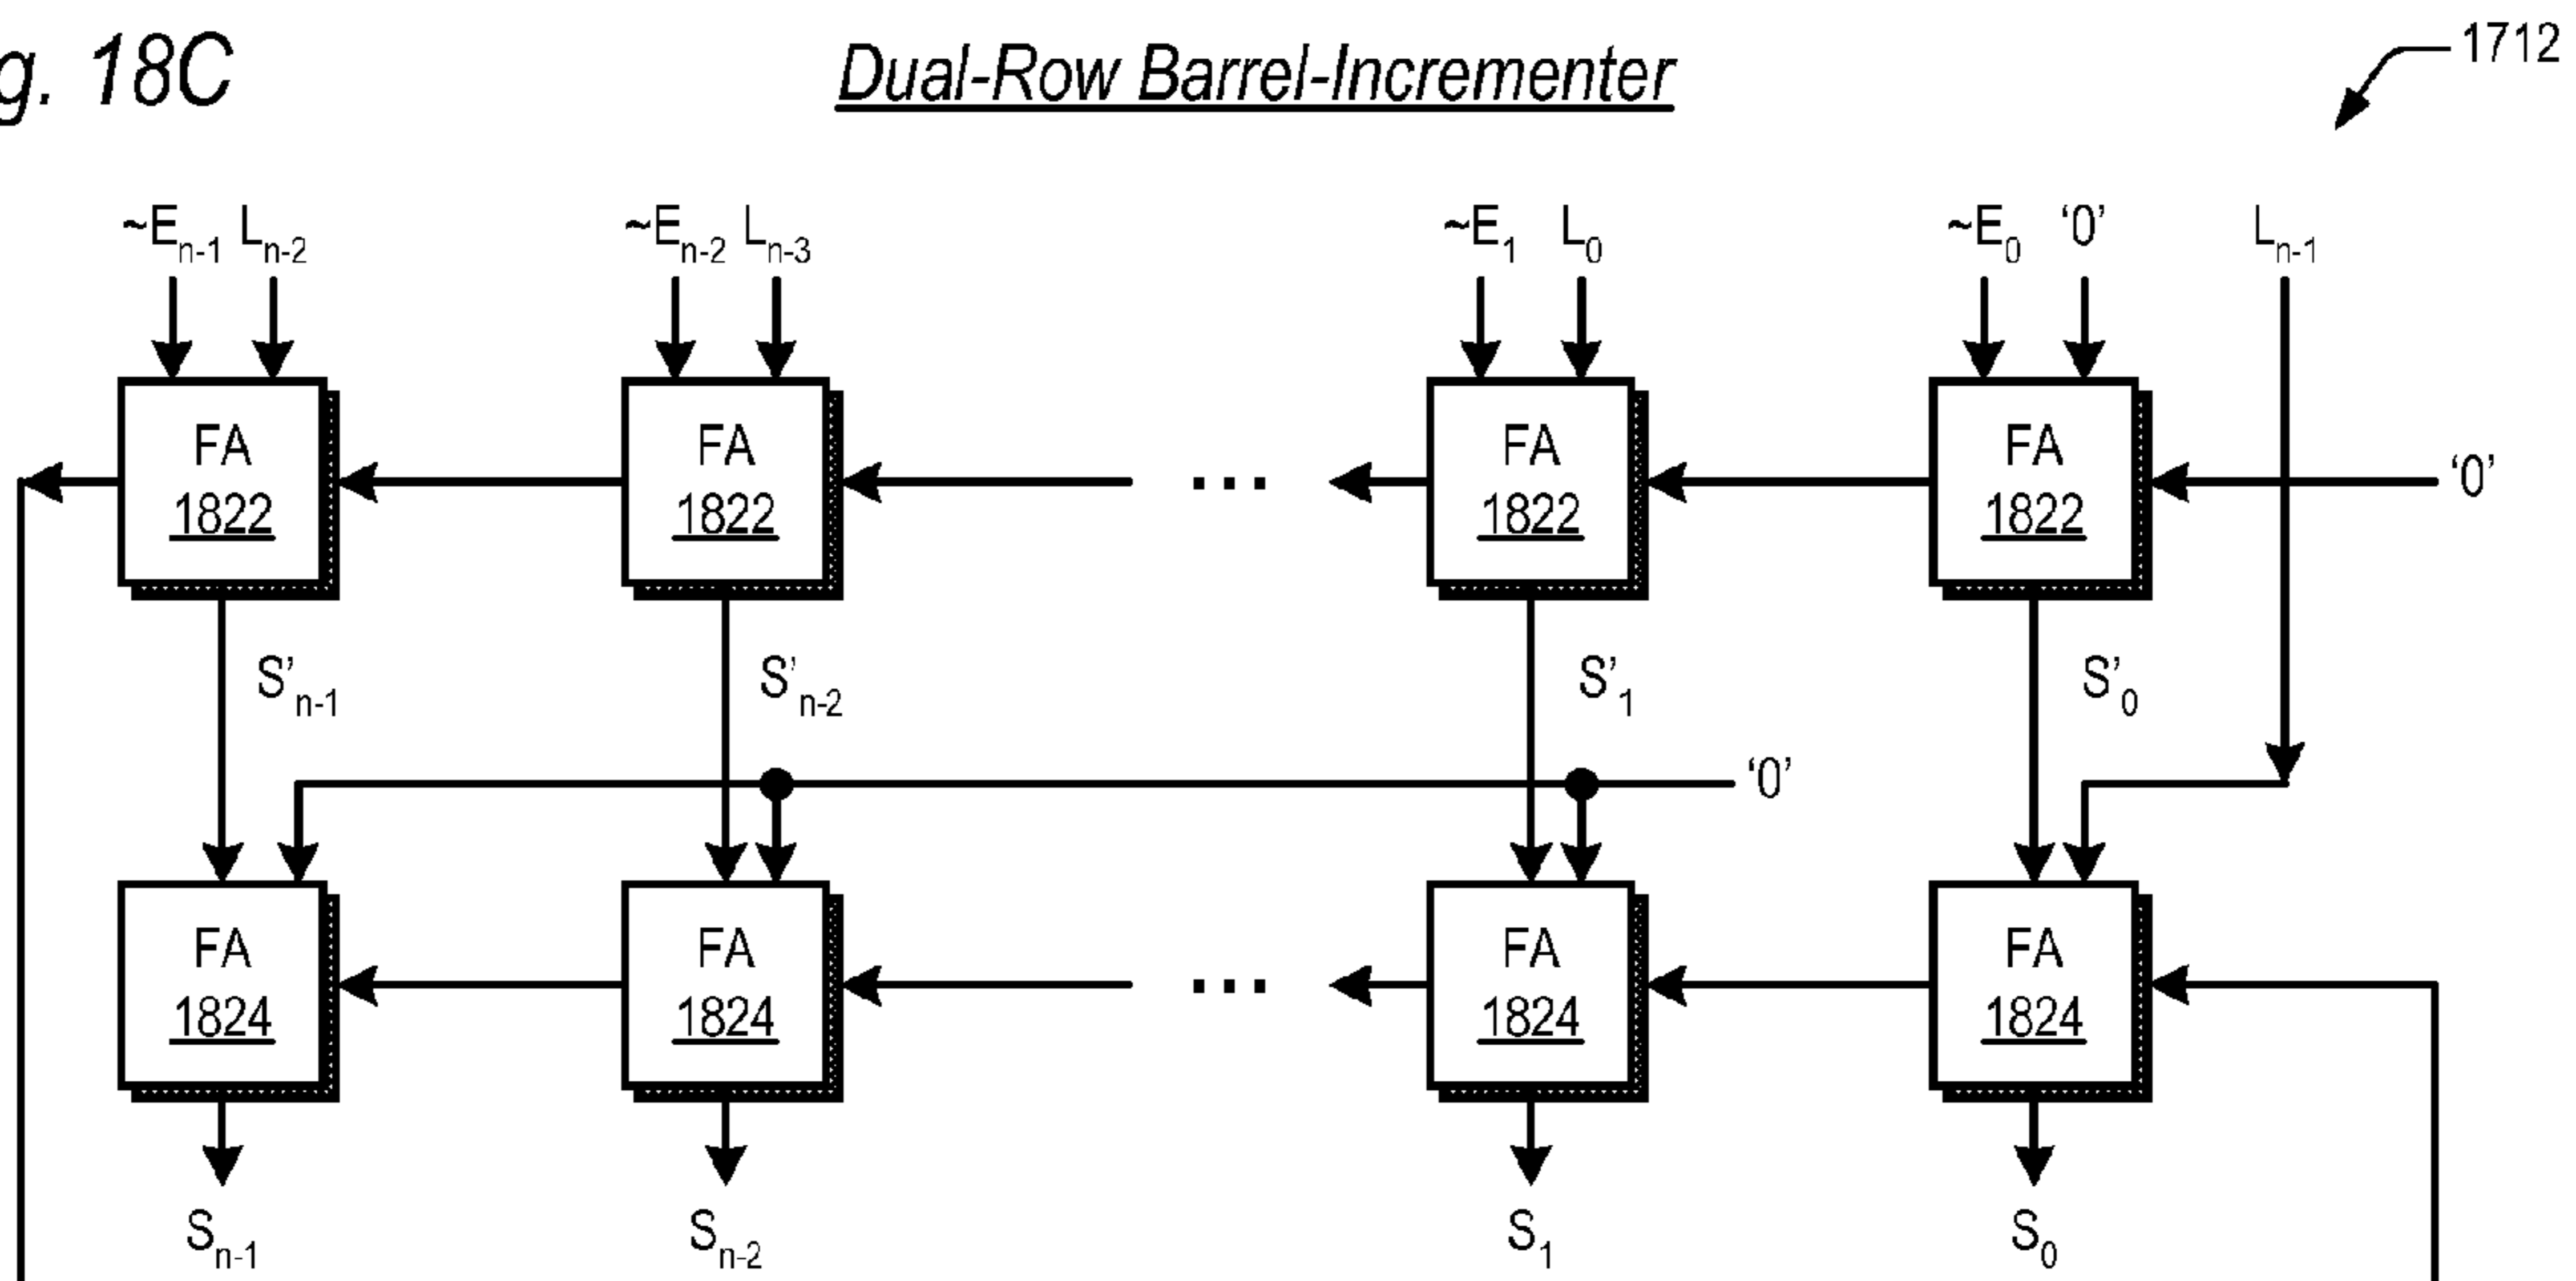 g. 18C
Dual-Row Barrel-Incrementer
1712
~Eₙ₋₁ Lₙ₋₂ ~Eₙ₋₂ Lₙ₋₃ ~E₁ L₀ ~E₀ ‘0’ Lₙ₋₁
FA FA ... FA FA ‘0’
1822 1822 1822 1822
S’ₙ₋₁ S’ₙ₋₂ S’₁ S’₀
‘0’
FA FA ... FA FA
1824 1824 1824 1824
Sₙ₋₁ Sₙ₋₂ S₁ S₀